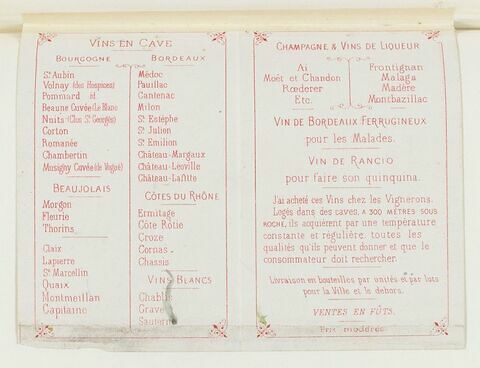 VINS EN CAVE
BOURGOGNE
St Aubin
Volnay (des Hospices)
Pommard id
Beaune Cuvée (Le Blanc
Nuits (Clos St Georges)
Corton
Romanée
Chambertin
Musigny Cuvée (de Vogué)
BEAUJOLAIS
Morgon
Fleurie
Thorins
Claix
Lapierre
St Marcellin
Quaix
Montmeillan
Capitaine
BORDEAUX
Médoc
Pauillac
Cantenac
Milon
St Estèphe
St Julien
St Emilion
Château-Margaux
Château-Léoville
Château-Lafitte
CÔTES DU RHÔNE
Ermitage
Côte Rôtie
Croze
Cornas
Chassis
VINS BLANCS
Chablis
Grave
Sautern
CHAMPAGNE & VINS DE LIQUEUR
Aï
Moët et Chandon
Rœderer
Etc.
Frontignan
Malaga
Madère
Montbazillac
VIN DE BORDEAUX FERRUGINEUX
pour les Malades.
VIN DE RANCIO
pour faire son quinquina.
J'ai acheté ces Vins chez les Vignerons.
Logés dans des caves, A 300 MÈTRES SOUS
ROCHE, ils acquièrent par une température
constante et régulière, toutes les
qualités qu'ils peuvent donner et que le
consommateur doit rechercher.
Livraison en bouteilles par unités et par lots
pour la Ville et le dehors.
VENTES EN FÛTS.
Prix modérés.